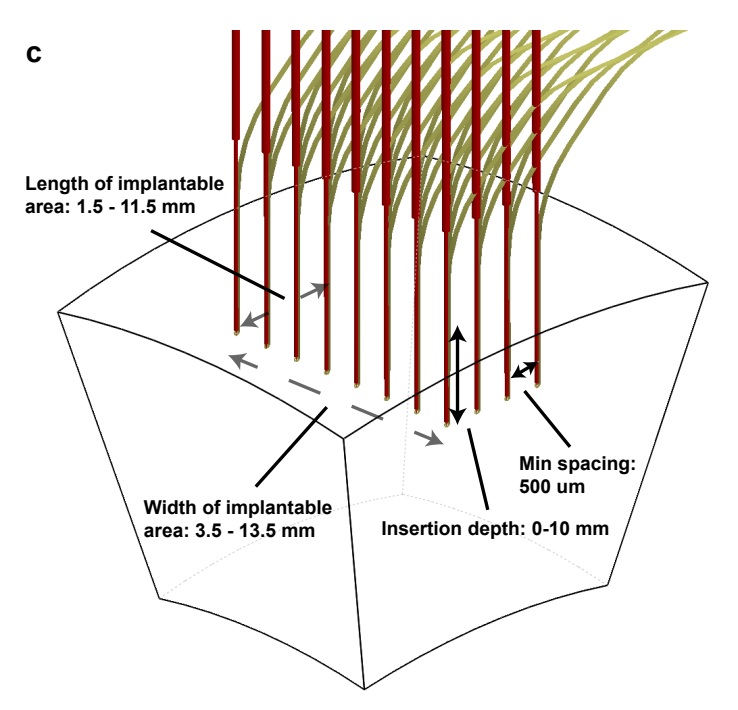 c
Length of implantable
area: 1.5 - 11.5 mm
Min spacing:
500 um
Width of implantable
area: 3.5 - 13.5 mm
Insertion depth: 0-10 mm